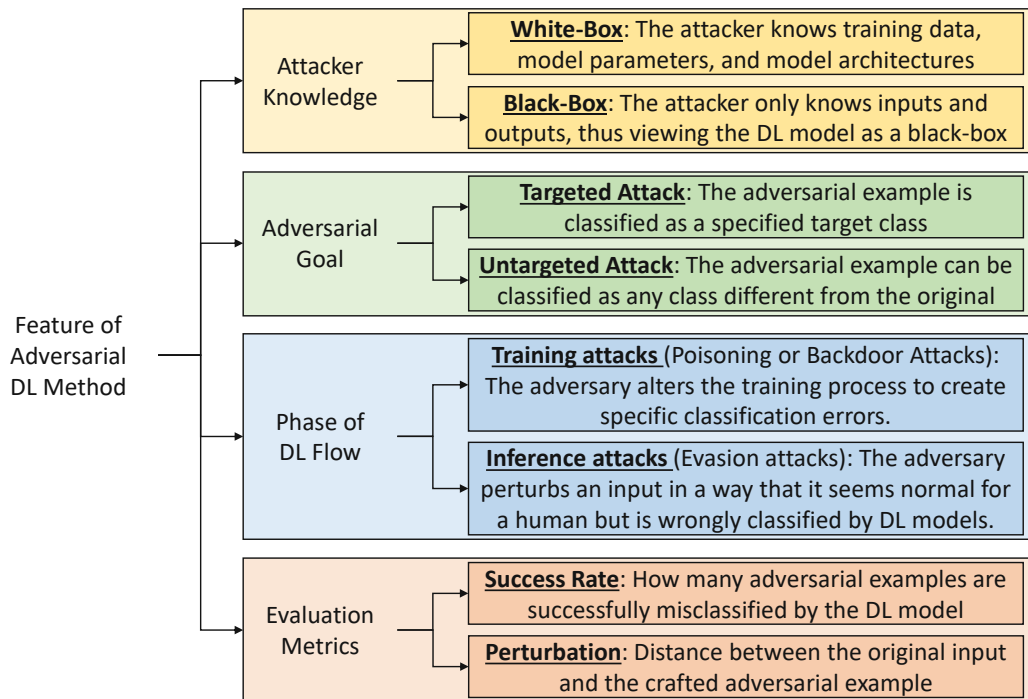 Feature of
Adversarial
DL Method
Attacker
Knowledge
White-Box: The attacker knows training data,
model parameters, and model architectures
Black-Box: The attacker only knows inputs and
outputs, thus viewing the DL model as a black-box
Adversarial
Goal
Targeted Attack: The adversarial example is
classified as a specified target class
Untargeted Attack: The adversarial example can be
classified as any class different from the original
Phase of
DL Flow
Training attacks (Poisoning or Backdoor Attacks):
The adversary alters the training process to create
specific classification errors.
Inference attacks (Evasion attacks): The adversary
perturbs an input in a way that it seems normal for
a human but is wrongly classified by DL models.
Evaluation
Metrics
Success Rate: How many adversarial examples are
successfully misclassified by the DL model
Perturbation: Distance between the original input
and the crafted adversarial example